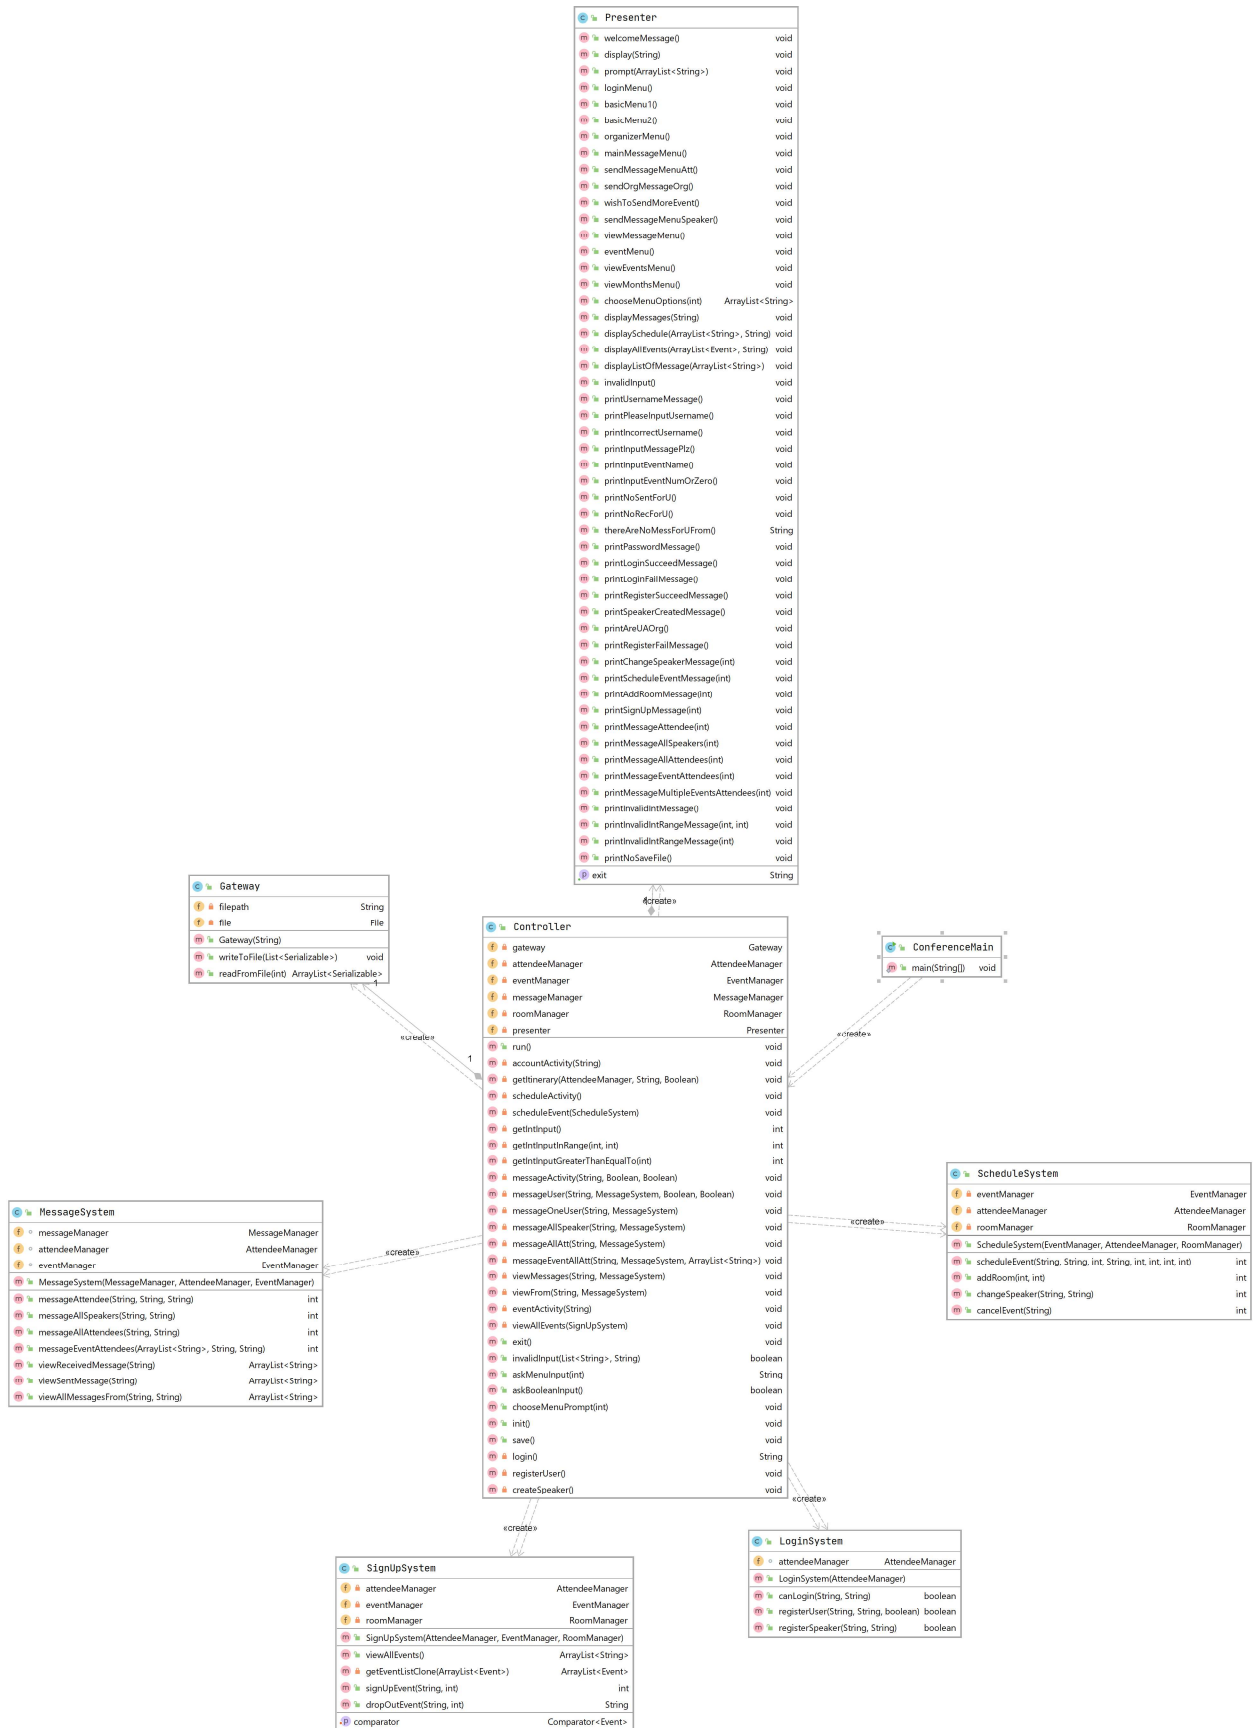 Presenter
welcomeMessage() void
display(String) void
prompt(ArrayList<String>) void
loginMenu() void
basicMenu1() void
basicMenu2() void
organizerMenu() void
mainMessageMenu() void
sendMessageMenuAtt() void
sendOrgMessageOrg() void
wishToSendMoreEvent() void
sendMessageMenuSpeaker() void
viewMessageMenu() void
eventMenu() void
viewEventsMenu() void
viewMonthsMenu() void
chooseMenuOptions(int) ArrayList<String>
displayMessages(String) void
displaySchedule(ArrayList<String>, String) void
displayAllEvents(ArrayList<Event>, String) void
displayListOfMessage(ArrayList<String>) void
invalidInput() void
printUsernameMessage() void
printPleaseInputUsername() void
printIncorrectUsername() void
printInputMessagePlz() void
printInputEventName() void
printInputEventNumOrZero() void
printNoSentForU() void
printNoRecForU() void
thereAreNoMessForUFrom() String
printPasswordMessage() void
printLoginSucceedMessage() void
printLoginFailMessage() void
printRegisterSucceedMessage() void
printSpeakerCreatedMessage() void
printAreUAOrg() void
printRegisterFailMessage() void
printChangeSpeakerMessage(int) void
printScheduleEventMessage(int) void
printAddRoomMessage(int) void
printSignUpMessage(int) void
printMessageAttendee(int) void
printMessageAllSpeakers(int) void
printMessageAllAttendees(int) void
printMessageEventAttendees(int) void
printMessageMultipleEventsAttendees(int) void
printInvalidIntMessage() void
printInvalidIntRangeMessage(int, int) void
printInvalidIntRangeMessage(int) void
printNoSaveFile() void
exit String
«create»
Gateway
filepath String
file File
Gateway(String)
writeToFile(List<Serializable>) void
readFromFile(int) ArrayList<Serializable>
1
«create»
1
Controller
gateway Gateway
attendeeManager AttendeeManager
eventManager EventManager
messageManager MessageManager
roomManager RoomManager
presenter Presenter
run() void
accountActivity(String) void
getItinerary(AttendeeManager, String, Boolean) void
scheduleActivity() void
scheduleEvent(ScheduleSystem) void
getIntInput() int
getIntInputInRange(int, int) int
getIntInputGreaterThanEqualTo(int) int
messageActivity(String, Boolean, Boolean) void
messageUser(String, MessageSystem, Boolean, Boolean) void
messageOneUser(String, MessageSystem) void
messageAllSpeaker(String, MessageSystem) void
messageAllAtt(String, MessageSystem) void
messageEventAllAtt(String, MessageSystem, ArrayList<String>) void
viewMessages(String, MessageSystem) void
viewFrom(String, MessageSystem) void
eventActivity(String) void
viewAllEvents(SignUpSystem) void
exit() void
invalidInput(List<String>, String) boolean
askMenuInput(int) String
askBooleanInput() boolean
chooseMenuPrompt(int) void
init() void
save() void
login() String
registerUser() void
createSpeaker() void
ConferenceMain
main(String[]) void
«create»
ScheduleSystem
eventManager EventManager
attendeeManager AttendeeManager
roomManager RoomManager
ScheduleSystem(EventManager, AttendeeManager, RoomManager)
scheduleEvent(String, String, int, String, int, int, int, int) int
addRoom(int, int) int
changeSpeaker(String, String) int
cancelEvent(String) int
«create»
MessageSystem
messageManager MessageManager
attendeeManager AttendeeManager
eventManager EventManager
MessageSystem(MessageManager, AttendeeManager, EventManager)
messageAttendee(String, String, String) int
messageAllSpeakers(String, String) int
messageAllAttendees(String, String) int
messageEventAttendees(ArrayList<String>, String, String) int
viewReceivedMessage(String) ArrayList<String>
viewSentMessage(String) ArrayList<String>
viewAllMessagesFrom(String, String) ArrayList<String>
«create»
«create»
SignUpSystem
attendeeManager AttendeeManager
eventManager EventManager
roomManager RoomManager
SignUpSystem(AttendeeManager, EventManager, RoomManager)
viewAllEvents() ArrayList<String>
getEventListClone(ArrayList<Event>) ArrayList<Event>
signUpEvent(String, int) int
dropOutEvent(String, int) String
comparator Comparator<Event>
«create»
LoginSystem
attendeeManager AttendeeManager
LoginSystem(AttendeeManager)
canLogin(String, String) boolean
registerUser(String, String, boolean) boolean
registerSpeaker(String, String) boolean